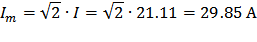 I_m = √2 · I = √2 · 21.11 = 29.85 A